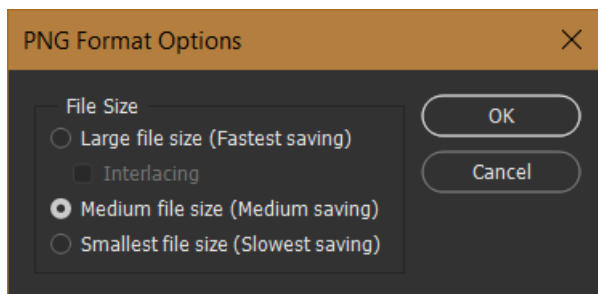 PNG Format Options
File Size
Large file size (Fastest saving)
Interlacing
Medium file size (Medium saving)
Smallest file size (Slowest saving)
OK
Cancel